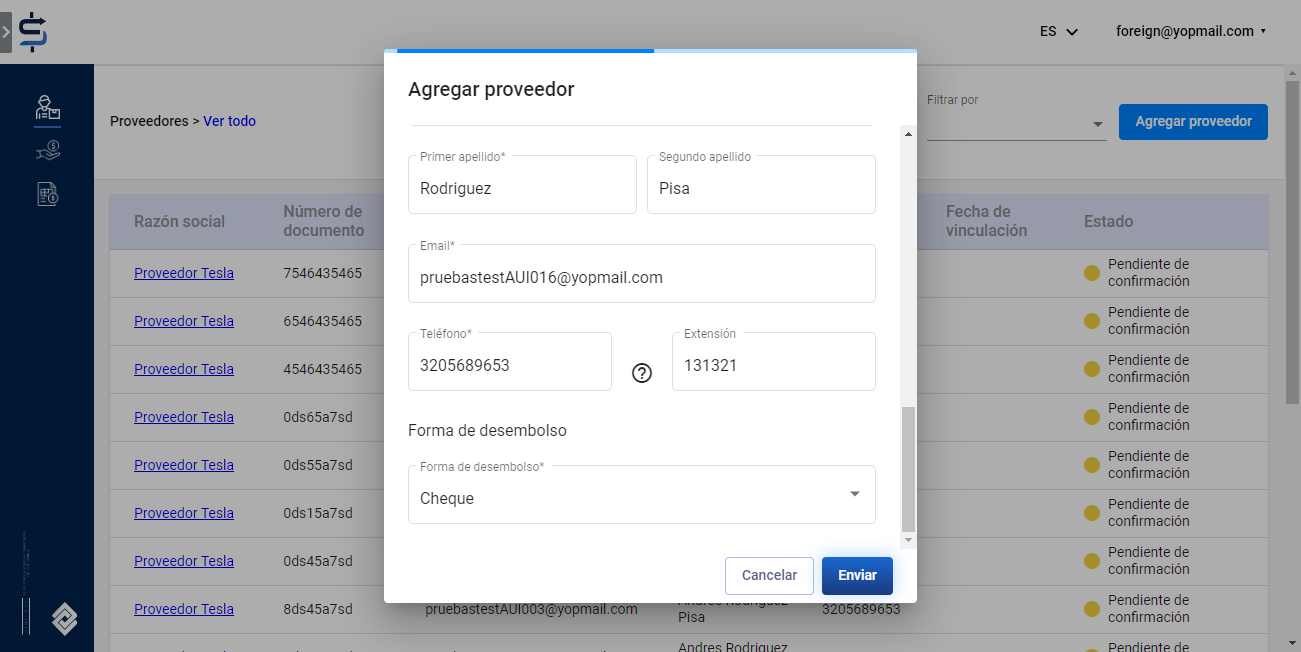 ES
foreign@yopmail.com
Proveedores > Ver todo
Filtrar por
Agregar proveedor
Razón social
Número de documento
Fecha de vinculación
Estado
Proveedor Tesla
7546435465
Pendiente de confirmación
Proveedor Tesla
6546435465
Pendiente de confirmación
Proveedor Tesla
4546435465
Pendiente de confirmación
Proveedor Tesla
0ds65a7sd
Pendiente de confirmación
Proveedor Tesla
0ds55a7sd
Pendiente de confirmación
Proveedor Tesla
0ds15a7sd
Pendiente de confirmación
Proveedor Tesla
0ds45a7sd
Pendiente de confirmación
Proveedor Tesla
8ds45a7sd
pruebastestAUI003@yopmail.com
Andres Rodriguez
Pisa
3205689653
Pendiente de confirmación
Andres Rodriguez
Pendiente de
Agregar proveedor
Primer apellido*
Rodriguez
Segundo apellido
Pisa
Email*
pruebastestAUI016@yopmail.com
Teléfono*
3205689653
?
Extensión
131321
Forma de desembolso
Forma de desembolso*
Cheque
Cancelar
Enviar